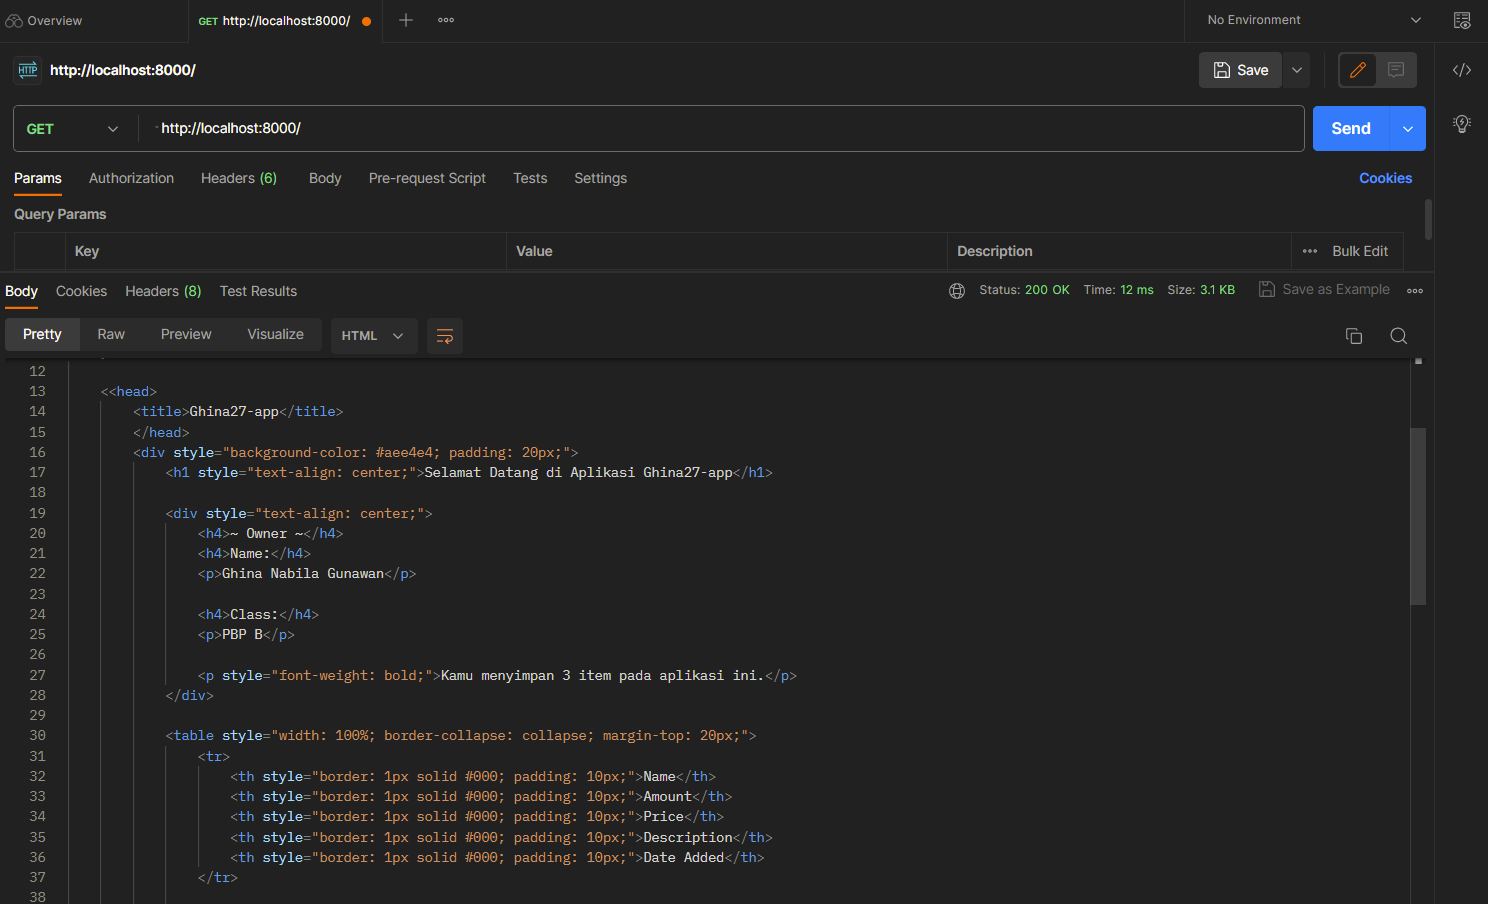 Overview
GET http://localhost:8000/
No Environment
HTTP http://localhost:8000/
Save
GET http://localhost:8000/ Send
Params Authorization Headers (6) Body Pre-request Script Tests Settings Cookies
Query Params
Key Value Description Bulk Edit
Body Cookies Headers (8) Test Results Status: 200 OK Time: 12 ms Size: 3.1 KB Save as Example
Pretty Raw Preview Visualize HTML
12
13 <<head>
14 <title>Ghina27-app</title>
15 </head>
16 <div style="background-color: #aee4e4; padding: 20px;">
17 <h1 style="text-align: center;">Selamat Datang di Aplikasi Ghina27-app</h1>
18
19 <div style="text-align: center;">
20 <h4>~ Owner ~</h4>
21 <h4>Name:</h4>
22 <p>Ghina Nabila Gunawan</p>
23
24 <h4>Class:</h4>
25 <p>PBP B</p>
26
27 <p style="font-weight: bold;">Kamu menyimpan 3 item pada aplikasi ini.</p>
28 </div>
29
30 <table style="width: 100%; border-collapse: collapse; margin-top: 20px;">
31 <tr>
32 <th style="border: 1px solid #000; padding: 10px;">Name</th>
33 <th style="border: 1px solid #000; padding: 10px;">Amount</th>
34 <th style="border: 1px solid #000; padding: 10px;">Price</th>
35 <th style="border: 1px solid #000; padding: 10px;">Description</th>
36 <th style="border: 1px solid #000; padding: 10px;">Date Added</th>
37 </tr>
38